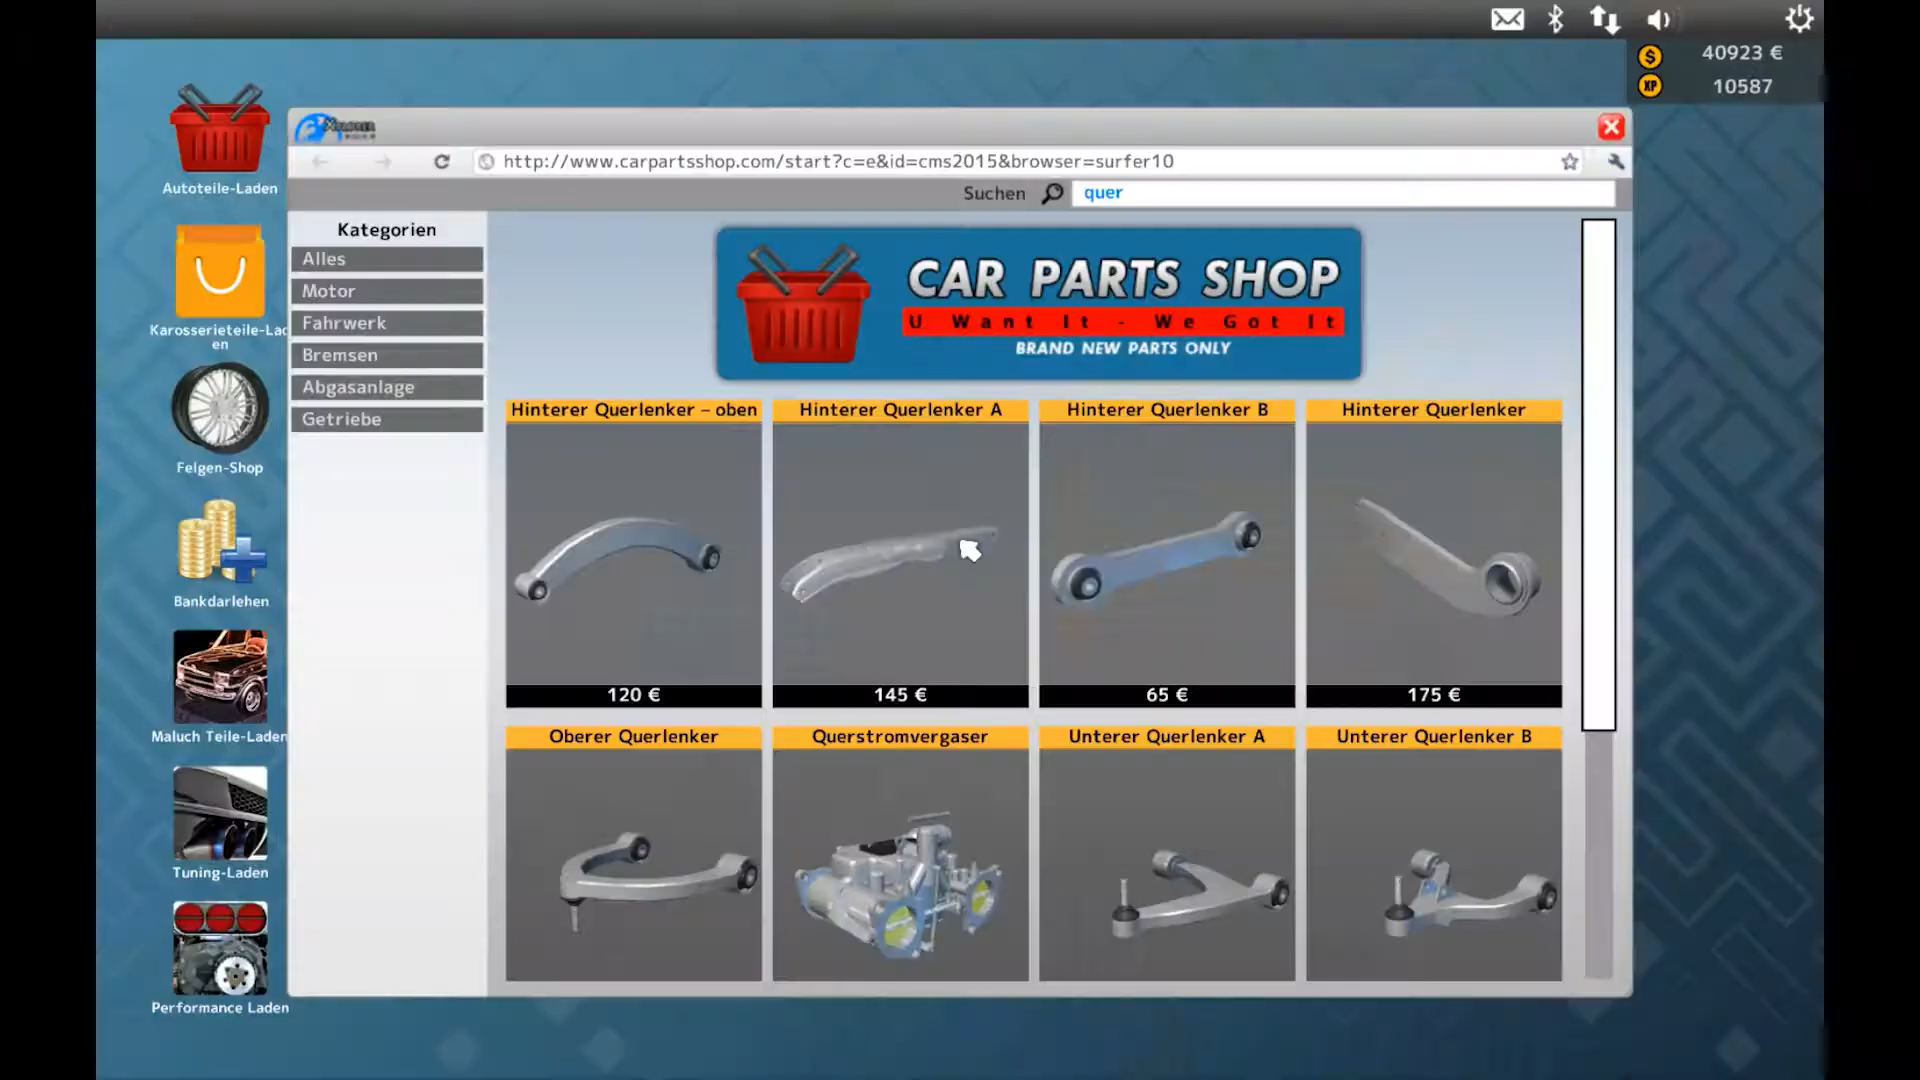 40923 €
XP
10587
Autoteile-Laden
http://www.carpartsshop.com/start?c=e&id=cms2015&browser=surfer10
Suchen
quer
Kategorien
Alles
Motor
Fahrwerk
Bremsen
Abgasanlage
Getriebe
CAR PARTS SHOP
U Want It - We Got It
BRAND NEW PARTS ONLY
Karosserieteile-Lad
en
Felgen-Shop
Bankdarlehen
Maluch Teile-Laden
Tuning-Laden
Performance Laden
Hinterer Querlenker – oben
Hinterer Querlenker A
Hinterer Querlenker B
Hinterer Querlenker
120 €
145 €
65 €
175 €
Oberer Querlenker
Querstromvergaser
Unterer Querlenker A
Unterer Querlenker B